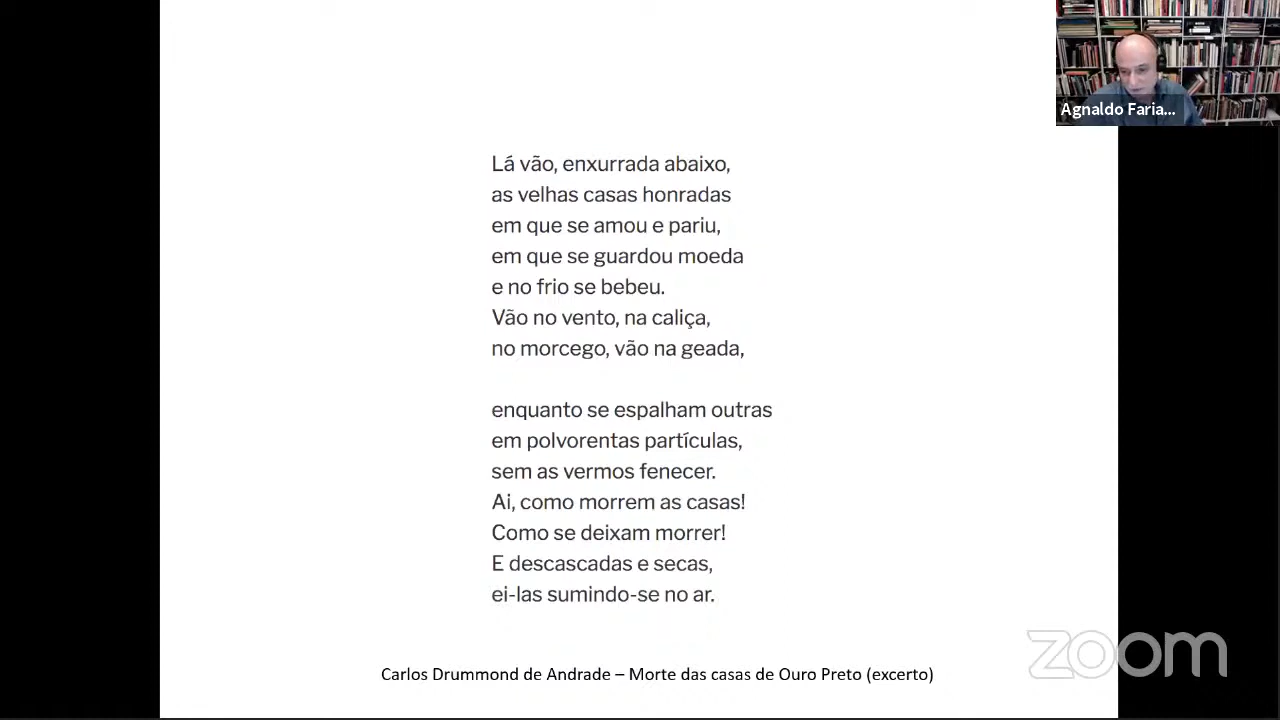 Agnaldo Faria...
Lá vão, enxurrada abaixo,
as velhas casas honradas
em que se amou e pariu,
em que se guardou moeda
e no frio se bebeu.
Vão no vento, na caliça,
no morcego, vão na geada,
enquanto se espalham outras
em polvorentas partículas,
sem as vermos fenecer.
Ai, como morrem as casas!
Como se deixam morrer!
E descascadas e secas,
ei-las sumindo-se no ar.
zoom
Carlos Drummond de Andrade – Morte das casas de Ouro Preto (excerto)